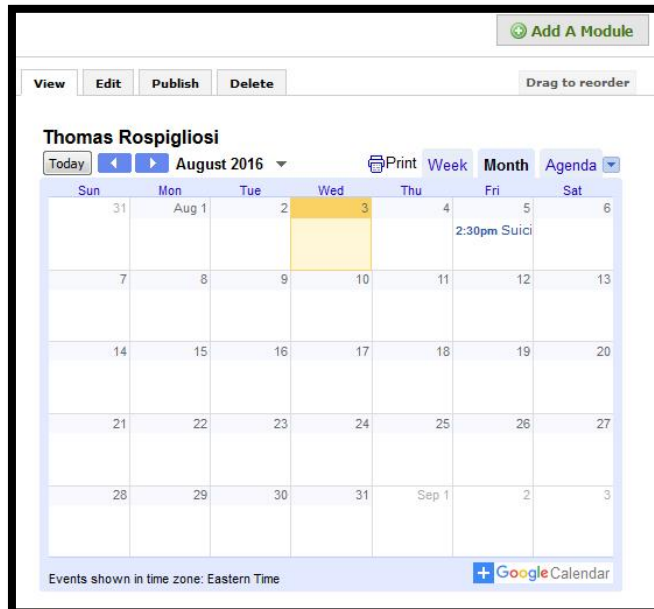 Add A Module
View Edit Publish Delete Drag to reorder
Thomas Rospigliosi
Today August 2016 Print Week Month Agenda
Sun Mon Tue Wed Thu Fri Sat
31 Aug 1 2 3 4 5 6
2:30pm Suici
7 8 9 10 11 12 13
14 15 16 17 18 19 20
21 22 23 24 25 26 27
28 29 30 31 Sep 1 2 3
Events shown in time zone: Eastern Time + Google Calendar